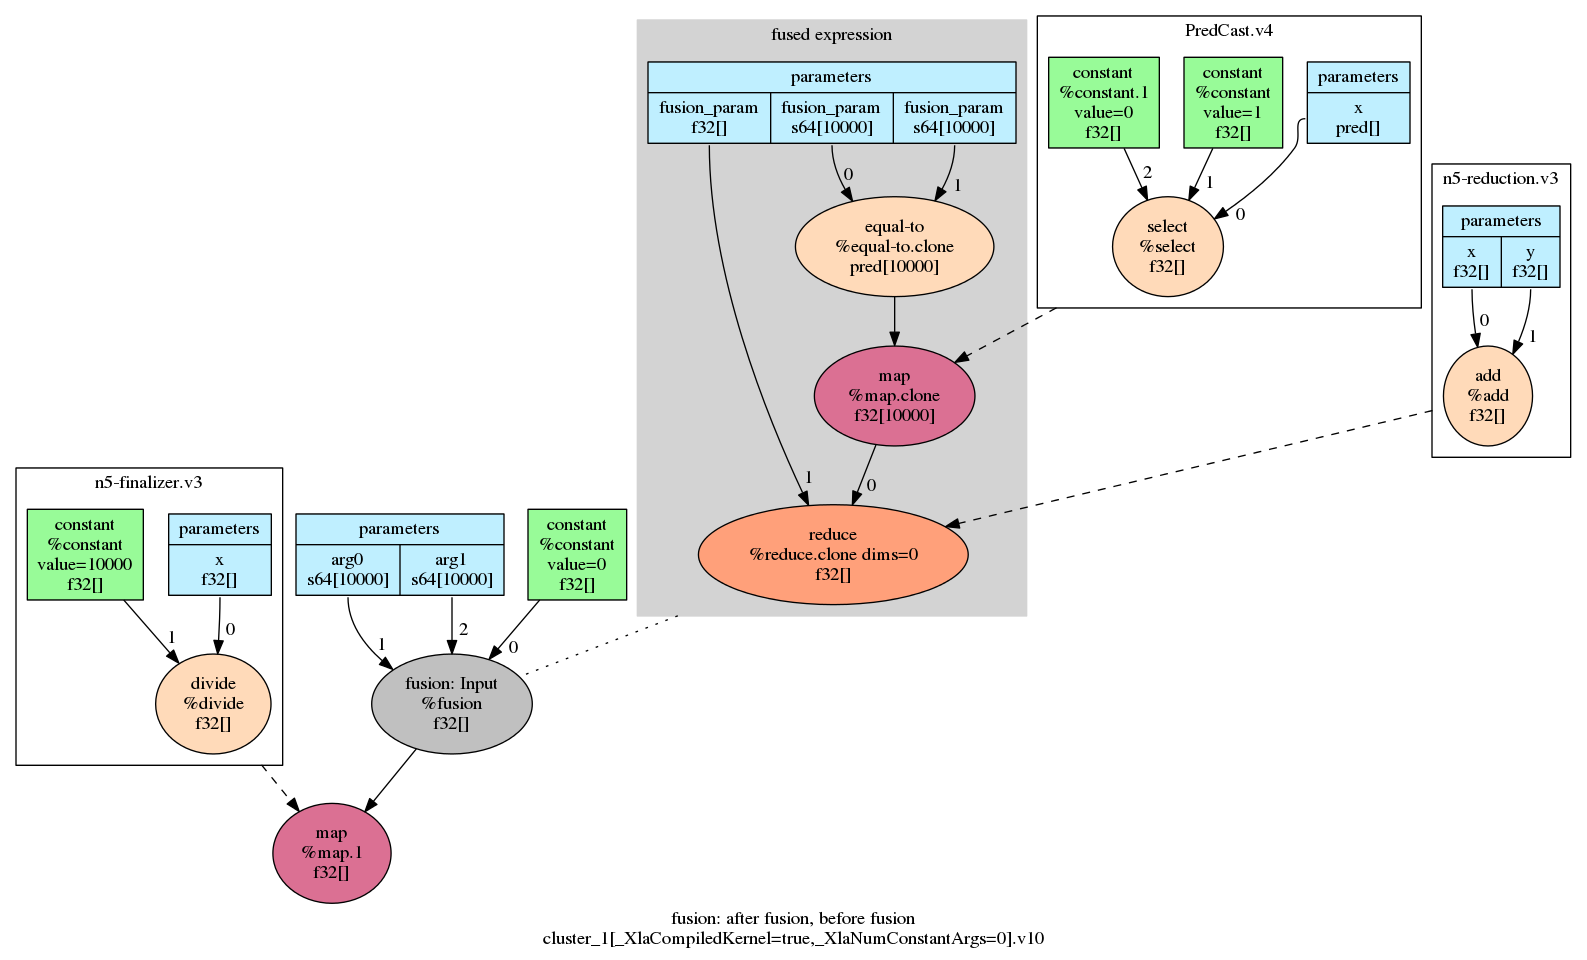 fused expression
parameters
fusion_param
f32[]
fusion_param
s64[10000]
fusion_param
s64[10000]
0
1
equal-to
%equal-to.clone
pred[10000]
map
%map.clone
f32[10000]
1
0
reduce
%reduce.clone dims=0
f32[]
PredCast.v4
constant
%constant.1
value=0
f32[]
constant
%constant
value=1
f32[]
parameters
x
pred[]
2
1
0
select
%select
f32[]
n5-reduction.v3
parameters
x
f32[]
y
f32[]
0
1
add
%add
f32[]
n5-finalizer.v3
constant
%constant
value=10000
f32[]
parameters
x
f32[]
1
0
divide
%divide
f32[]
parameters
arg0
s64[10000]
arg1
s64[10000]
constant
%constant
value=0
f32[]
1
2
0
fusion: Input
%fusion
f32[]
map
%map.1
f32[]
fusion: after fusion, before fusion
cluster_1[_XlaCompiledKernel=true,_XlaNumConstantArgs=0].v10